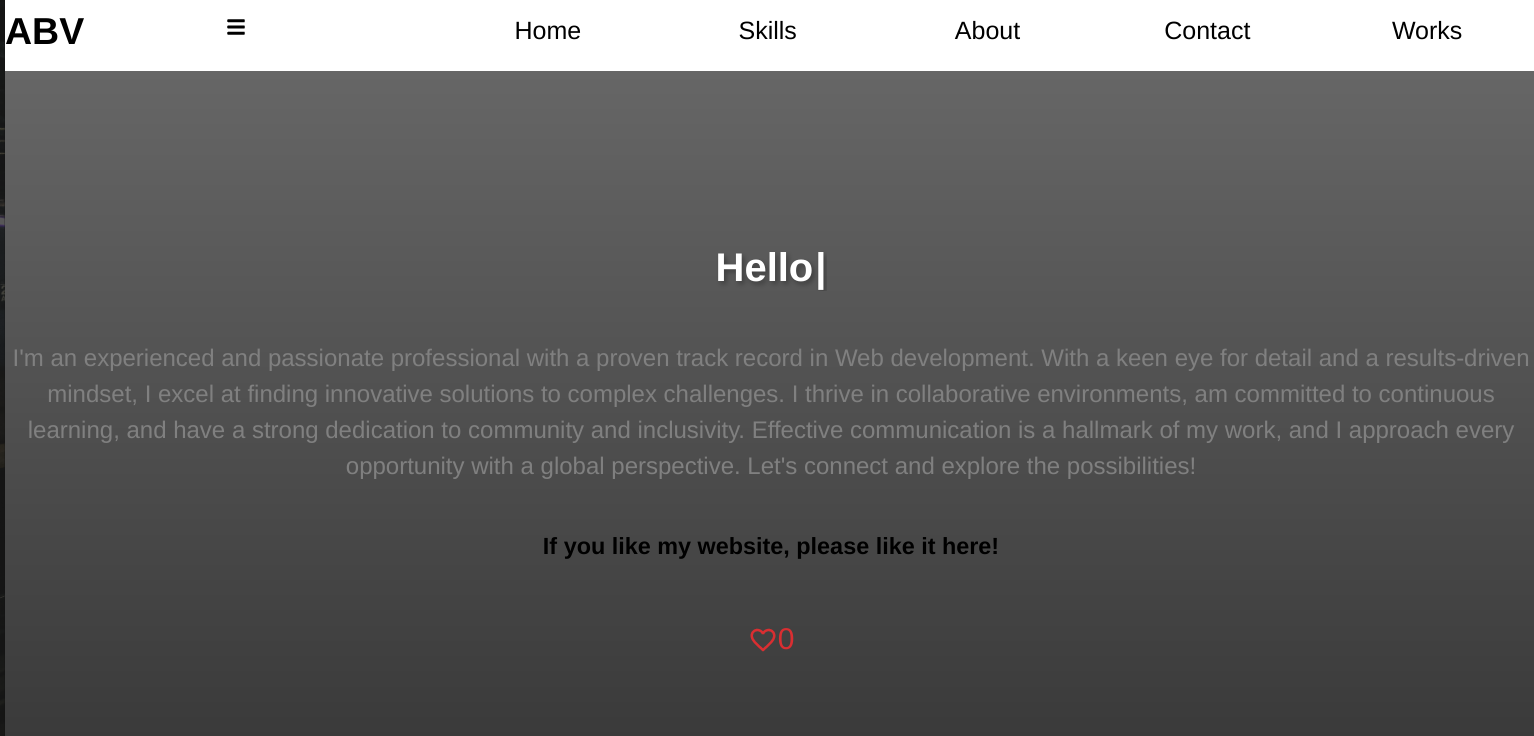 ABV
Home Skills About Contact Works
Hello|
I'm an experienced and passionate professional with a proven track record in Web development. With a keen eye for detail and a results-driven
mindset, I excel at finding innovative solutions to complex challenges. I thrive in collaborative environments, am committed to continuous
learning, and have a strong dedication to community and inclusivity. Effective communication is a hallmark of my work, and I approach every
opportunity with a global perspective. Let's connect and explore the possibilities!
If you like my website, please like it here!
0